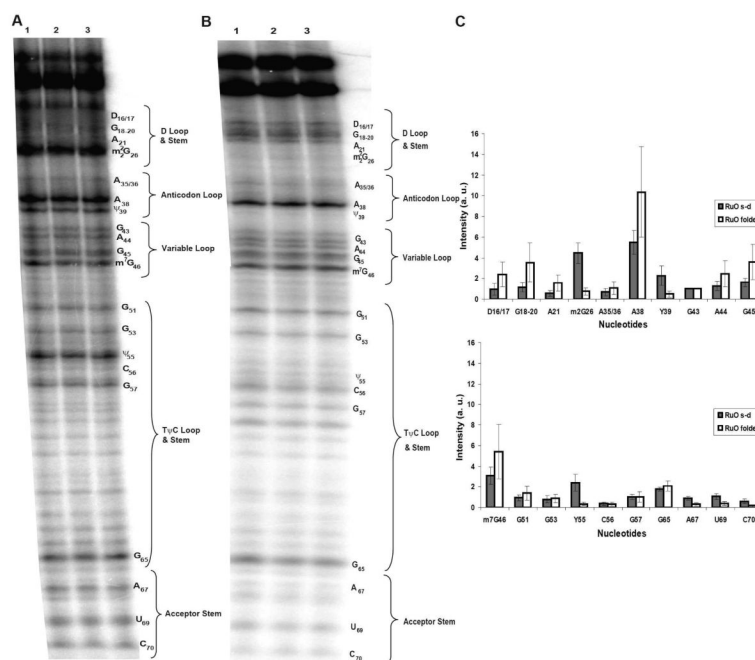 A
1 2 3
D16/17
G18-20
A21
m²₂G26
D Loop
& Stem
A35/36
A38
Ψ39
Anticodon Loop
G43
A44
G45
m⁷G46
Variable Loop
G51
G53
Ψ55
C56
G57
TΨC Loop
& Stem
G65
A67
U69
C70
Acceptor Stem
B
1 2 3
D16/17
G18-20
A21
m²₂G26
D Loop
& Stem
A35/36
A38
Ψ39
Anticodon Loop
G43
A44
G45
m⁷G46
Variable Loop
G51
G53
Ψ55
C56
G57
TΨC Loop
& Stem
G65
A67
U69
C70
Acceptor Stem
C
Intensity (a. u.)
16
14
12
10
8
6
4
2
0
RuO s-d
RuO folde
D16/17 G18-20 A21 m2G26 A35/36 A38 Y39 G43 A44 G45
Nucleotides
Intensity (a. u.)
16
14
12
10
8
6
4
2
0
RuO s-d
RuO folde
m7G46 G51 G53 Y55 C56 G57 G65 A67 U69 C70
Nucleotides